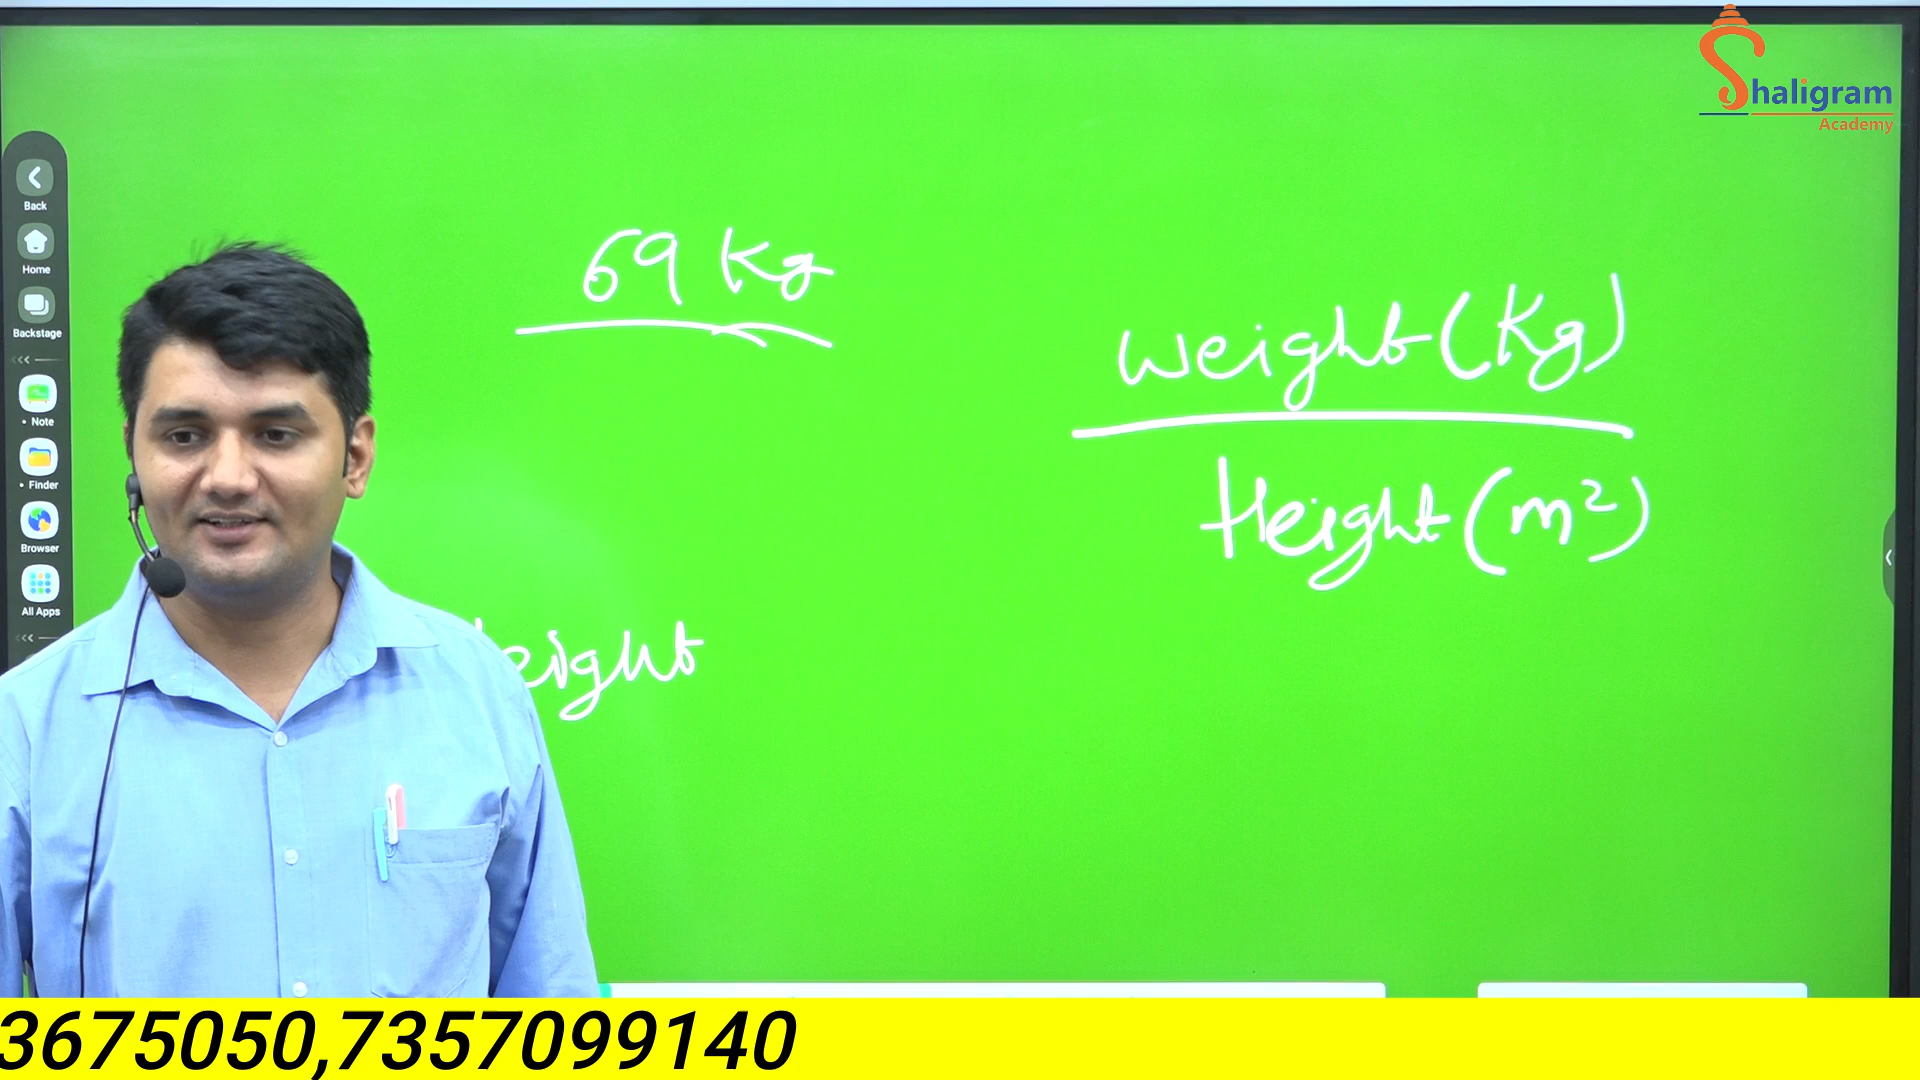 Shaligram
Academy
Back
Home
Backstage
Note
Finder
Browser
All Apps
69 Kg
weight (Kg)
Height (m²)
eight
3675050,7357099140